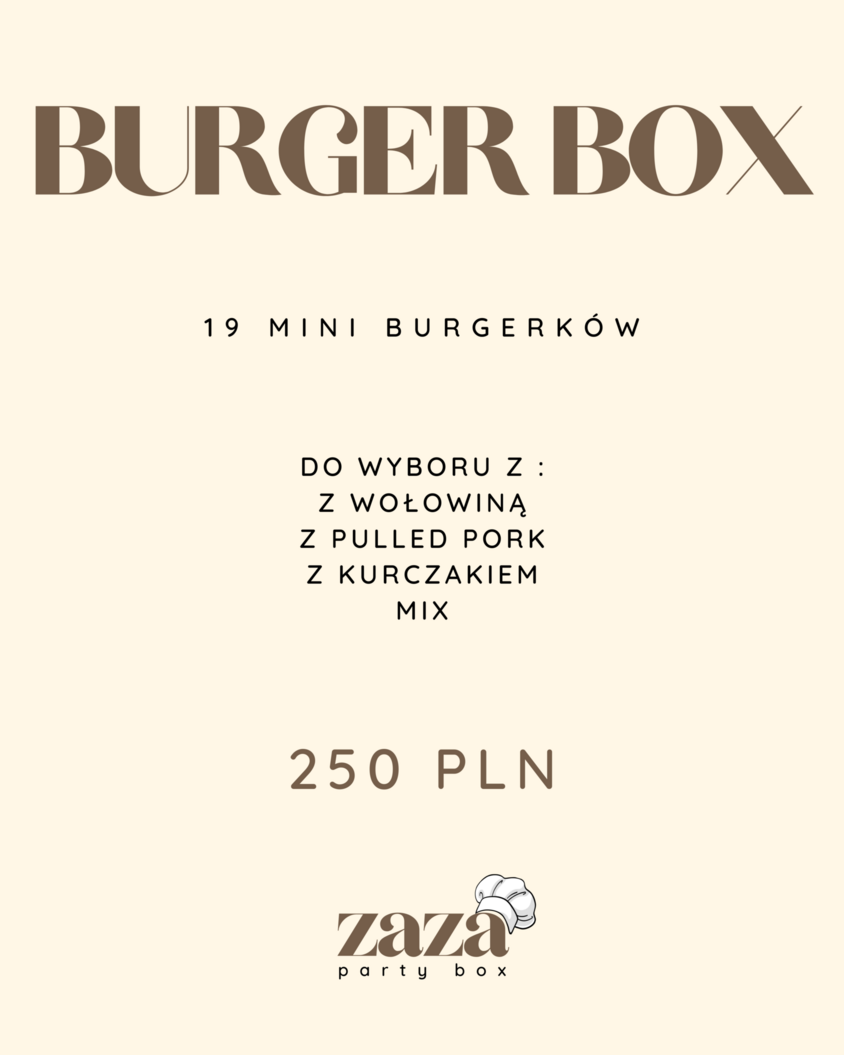 BURGER BOX
19 MINI BURGERKÓW
DO WYBORU Z :
Z WOŁOWINĄ
Z PULLED PORK
Z KURCZAKIEM
MIX
250 PLN
zaza
party box